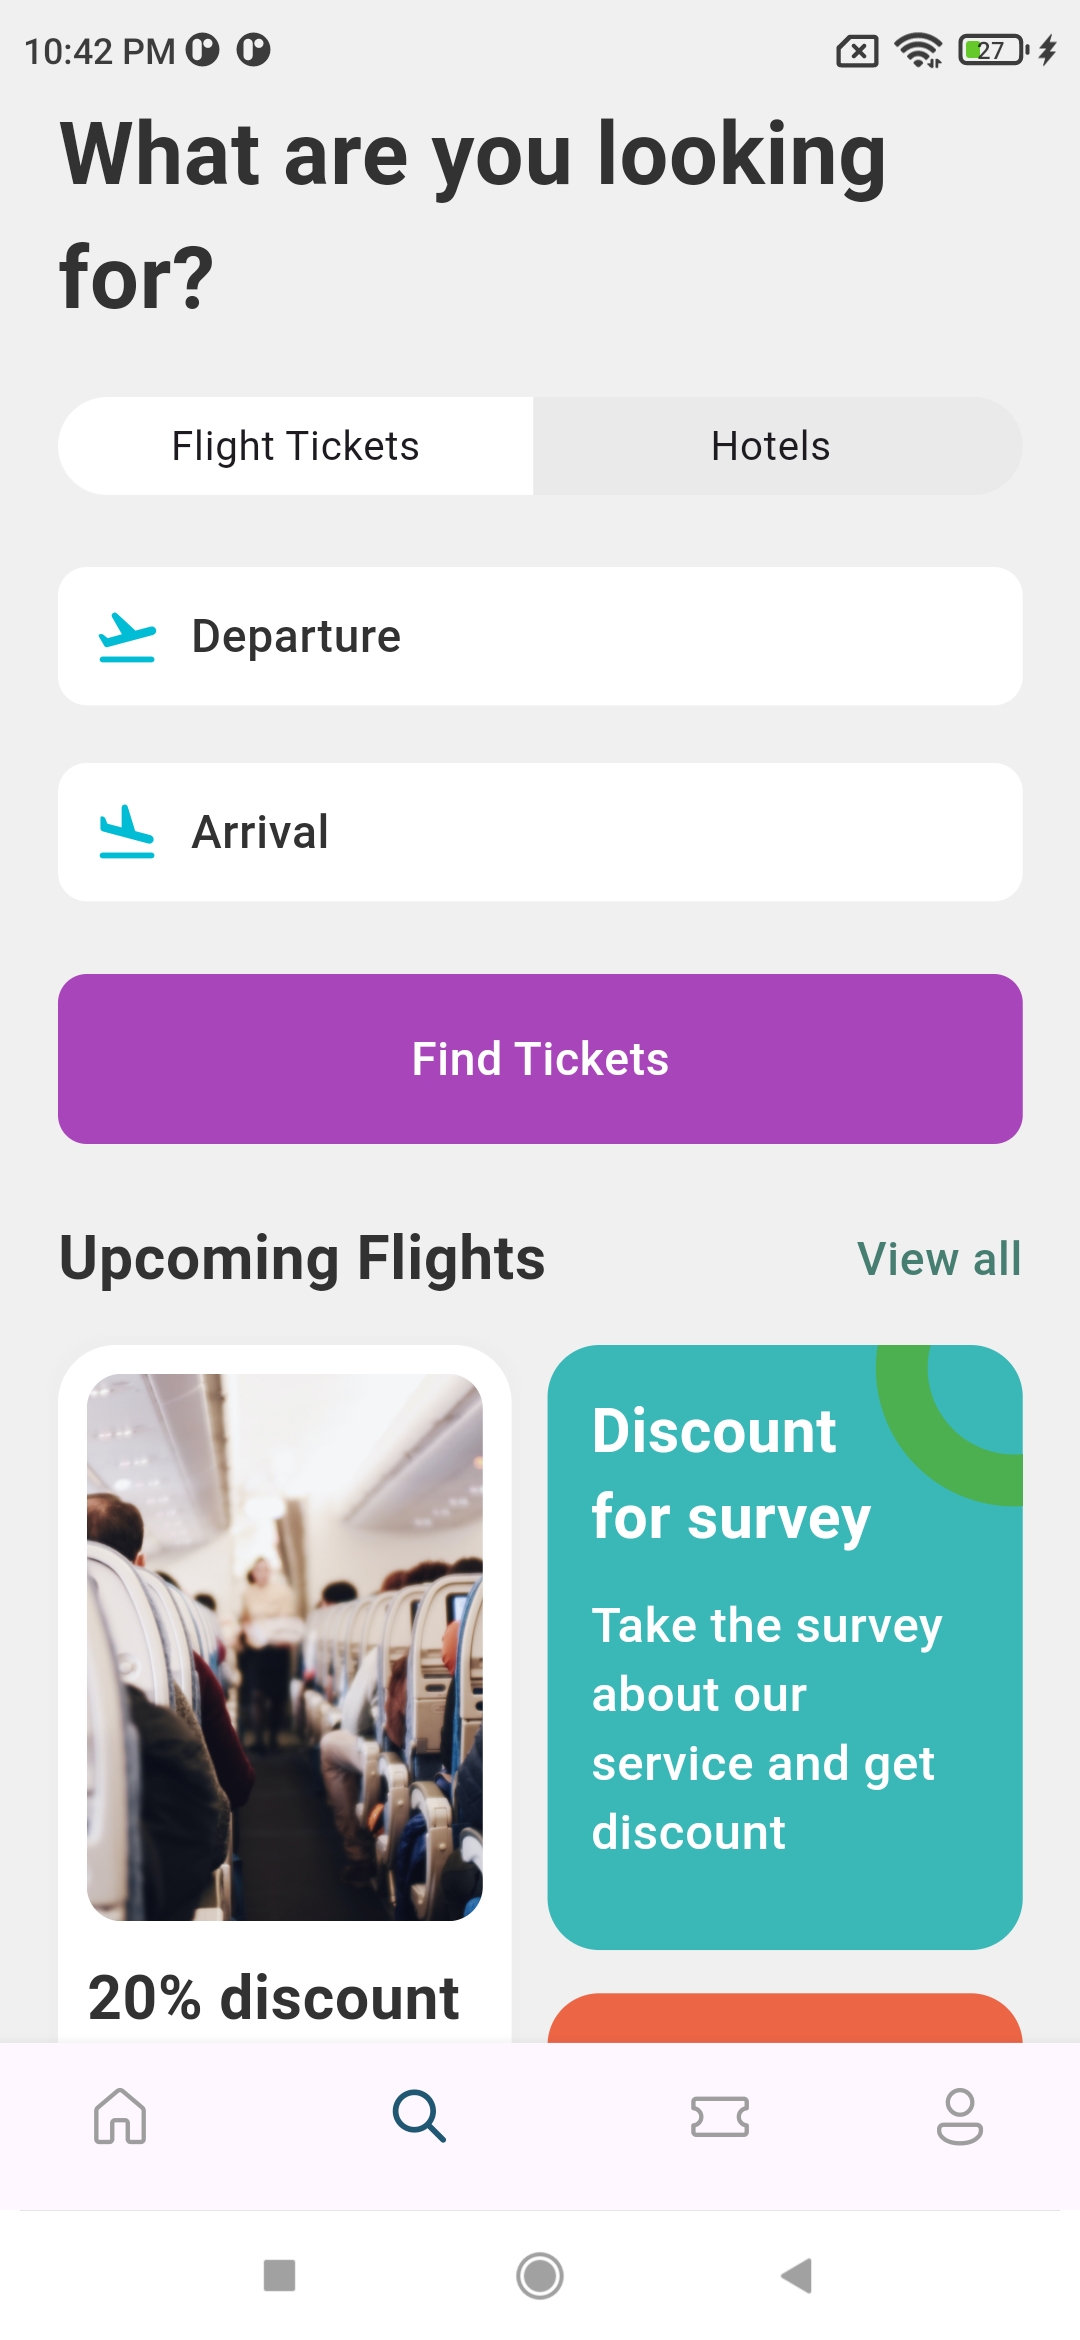 10:42 PM
27
What are you looking
for?
Flight Tickets
Hotels
Departure
Arrival
Find Tickets
Upcoming Flights
View all
20% discount
Discount
for survey
Take the survey
about our
service and get
discount